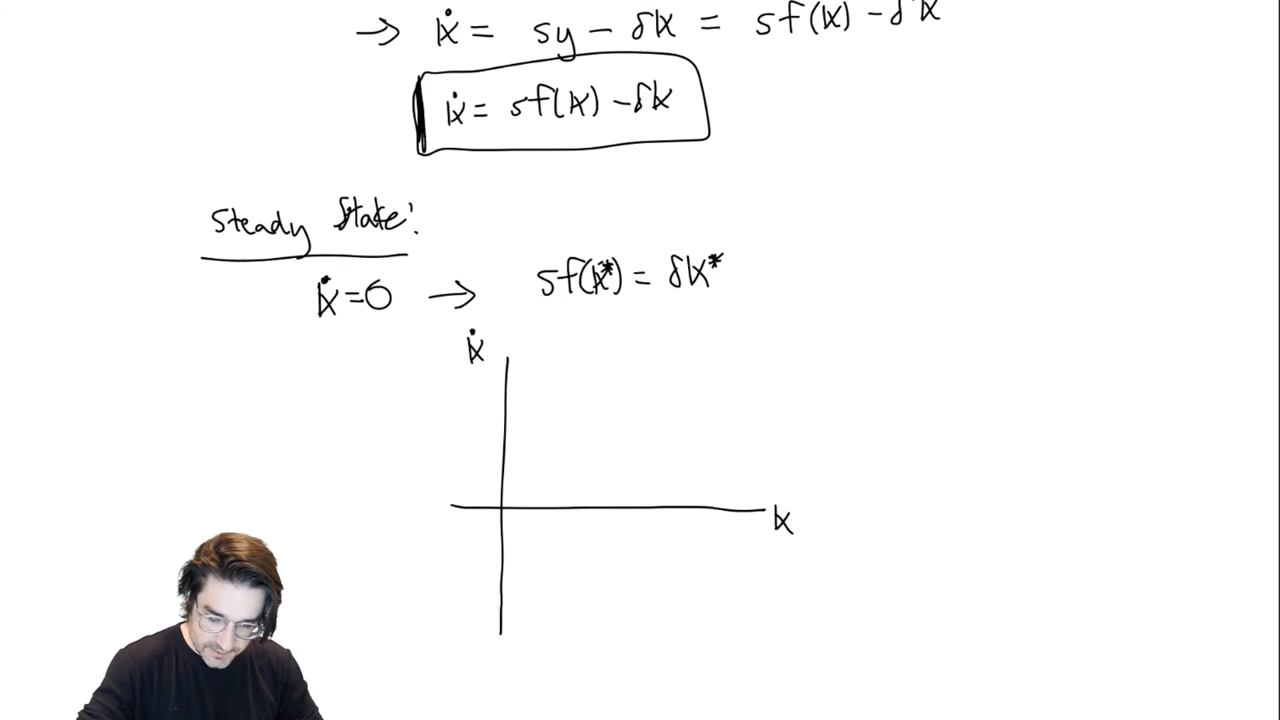 → k̇ = sy − δk = sf(k) − δk
k̇ = sf(k) − δk
Steady State:
k̇=0 → sf(k*) = δk*
k̇
k